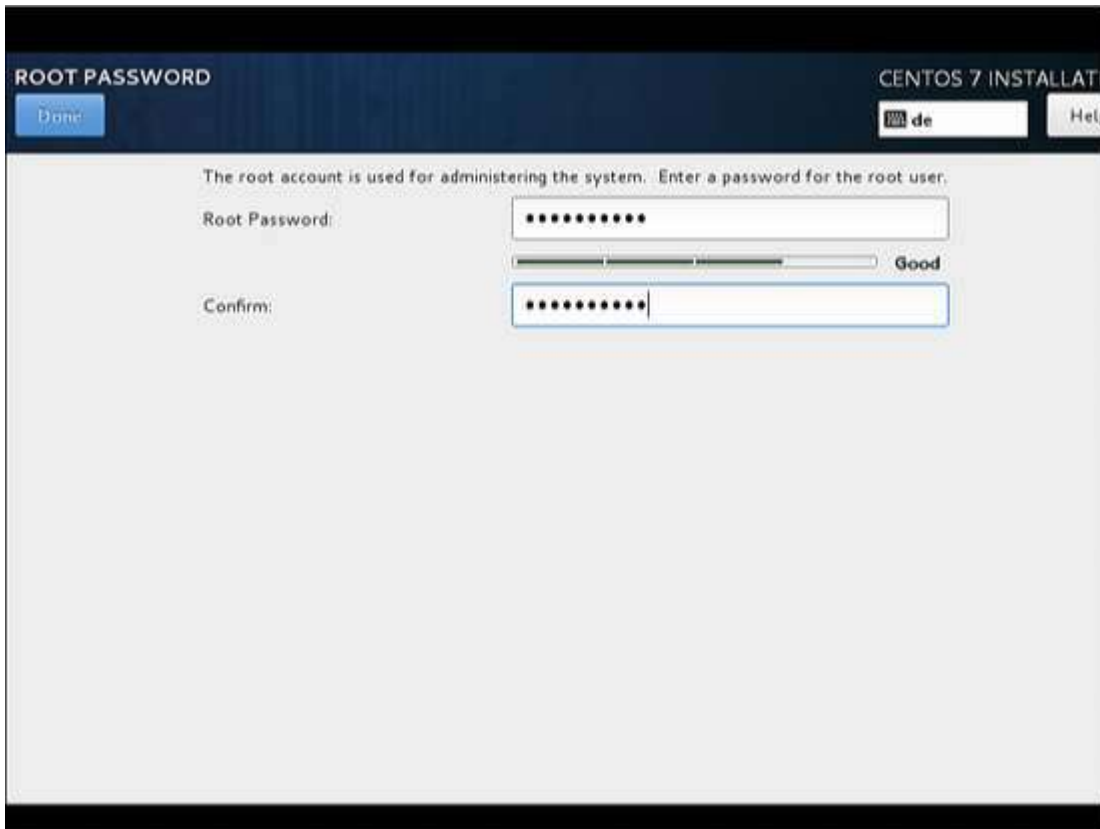 ROOT PASSWORD
CENTOS 7 INSTALLAT
Done
de
Hel
The root account is used for administering the system. Enter a password for the root user.
Root Password:
••••••••••
Good
Confirm:
••••••••••